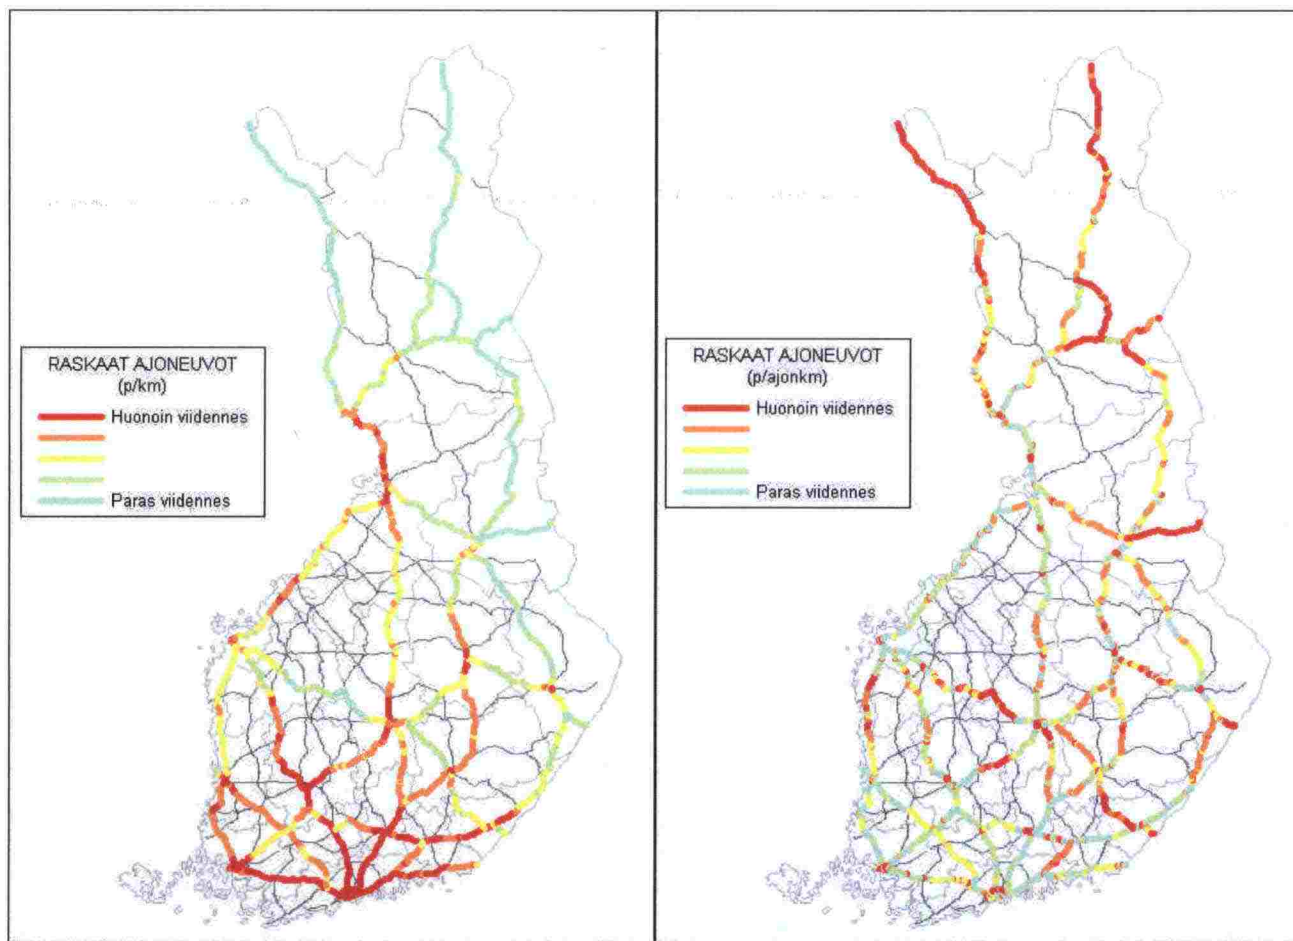 RASKAAT AJONEUVOT
(p/km)
Huonoin viidennes
Paras viidennes
RASKAAT AJONEUVOT
(p/ajonkm)
Huonoin viidennes
Paras viidennes